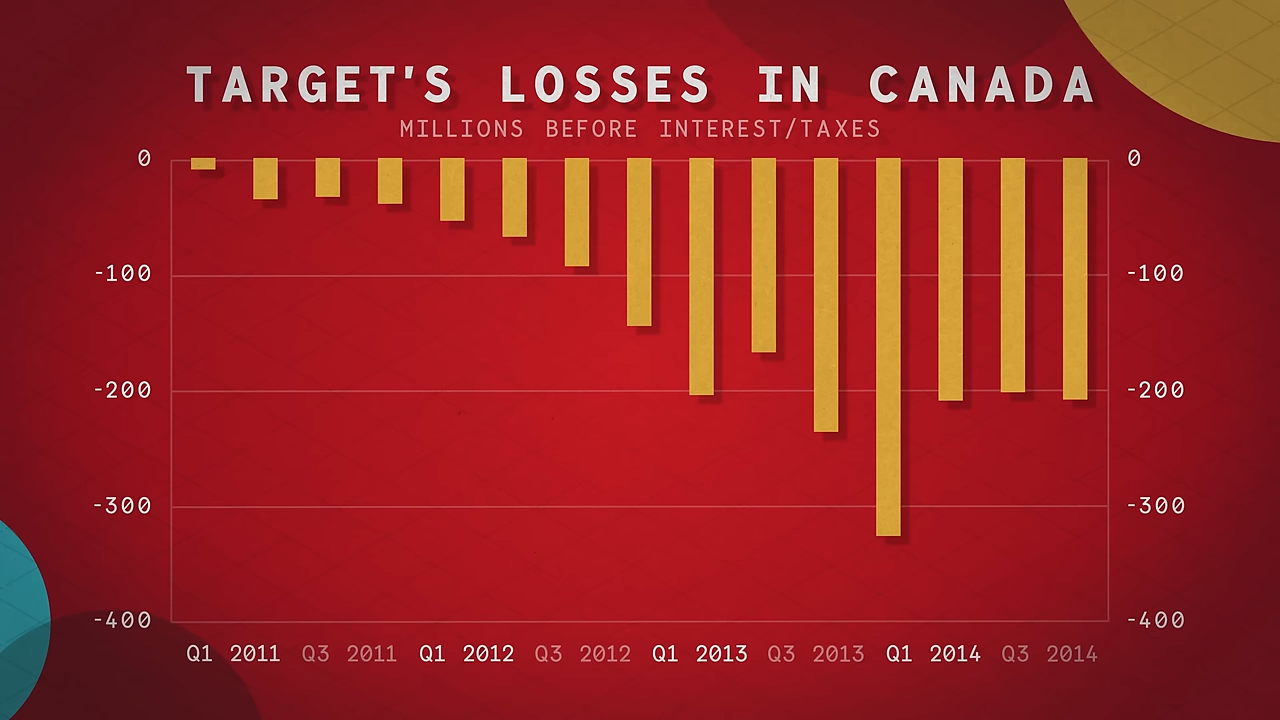 TARGET'S LOSSES IN CANADA
MILLIONS BEFORE INTEREST/TAXES
0 0
-100 -100
-200 -200
-300 -300
-400 -400
Q1 2011 Q3 2011 Q1 2012 Q3 2012 Q1 2013 Q3 2013 Q1 2014 Q3 2014